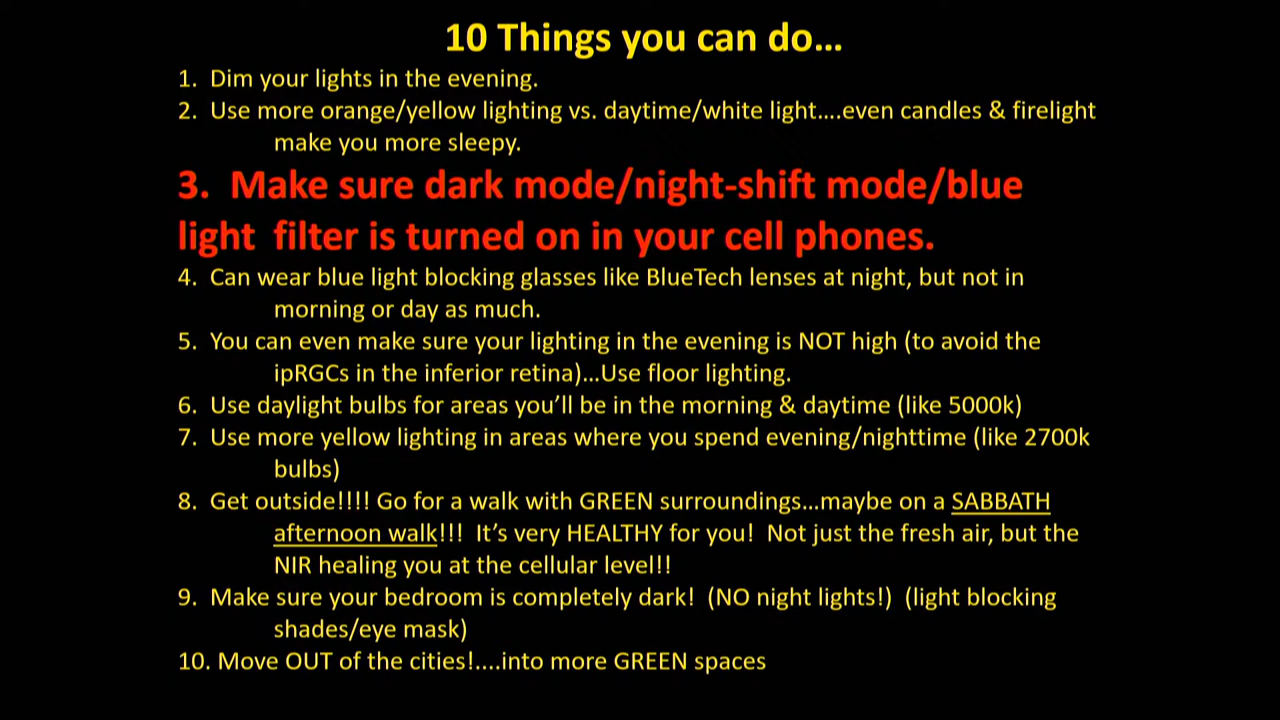 10 Things you can do…
1. Dim your lights in the evening.
2. Use more orange/yellow lighting vs. daytime/white light….even candles & firelight
make you more sleepy.
3. Make sure dark mode/night-shift mode/blue
light filter is turned on in your cell phones.
4. Can wear blue light blocking glasses like BlueTech lenses at night, but not in
morning or day as much.
5. You can even make sure your lighting in the evening is NOT high (to avoid the
ipRGCs in the inferior retina)…Use floor lighting.
6. Use daylight bulbs for areas you’ll be in the morning & daytime (like 5000k)
7. Use more yellow lighting in areas where you spend evening/nighttime (like 2700k
bulbs)
8. Get outside!!!! Go for a walk with GREEN surroundings…maybe on a SABBATH
afternoon walk!!! It’s very HEALTHY for you! Not just the fresh air, but the
NIR healing you at the cellular level!!
9. Make sure your bedroom is completely dark! (NO night lights!) (light blocking
shades/eye mask)
10. Move OUT of the cities!....into more GREEN spaces